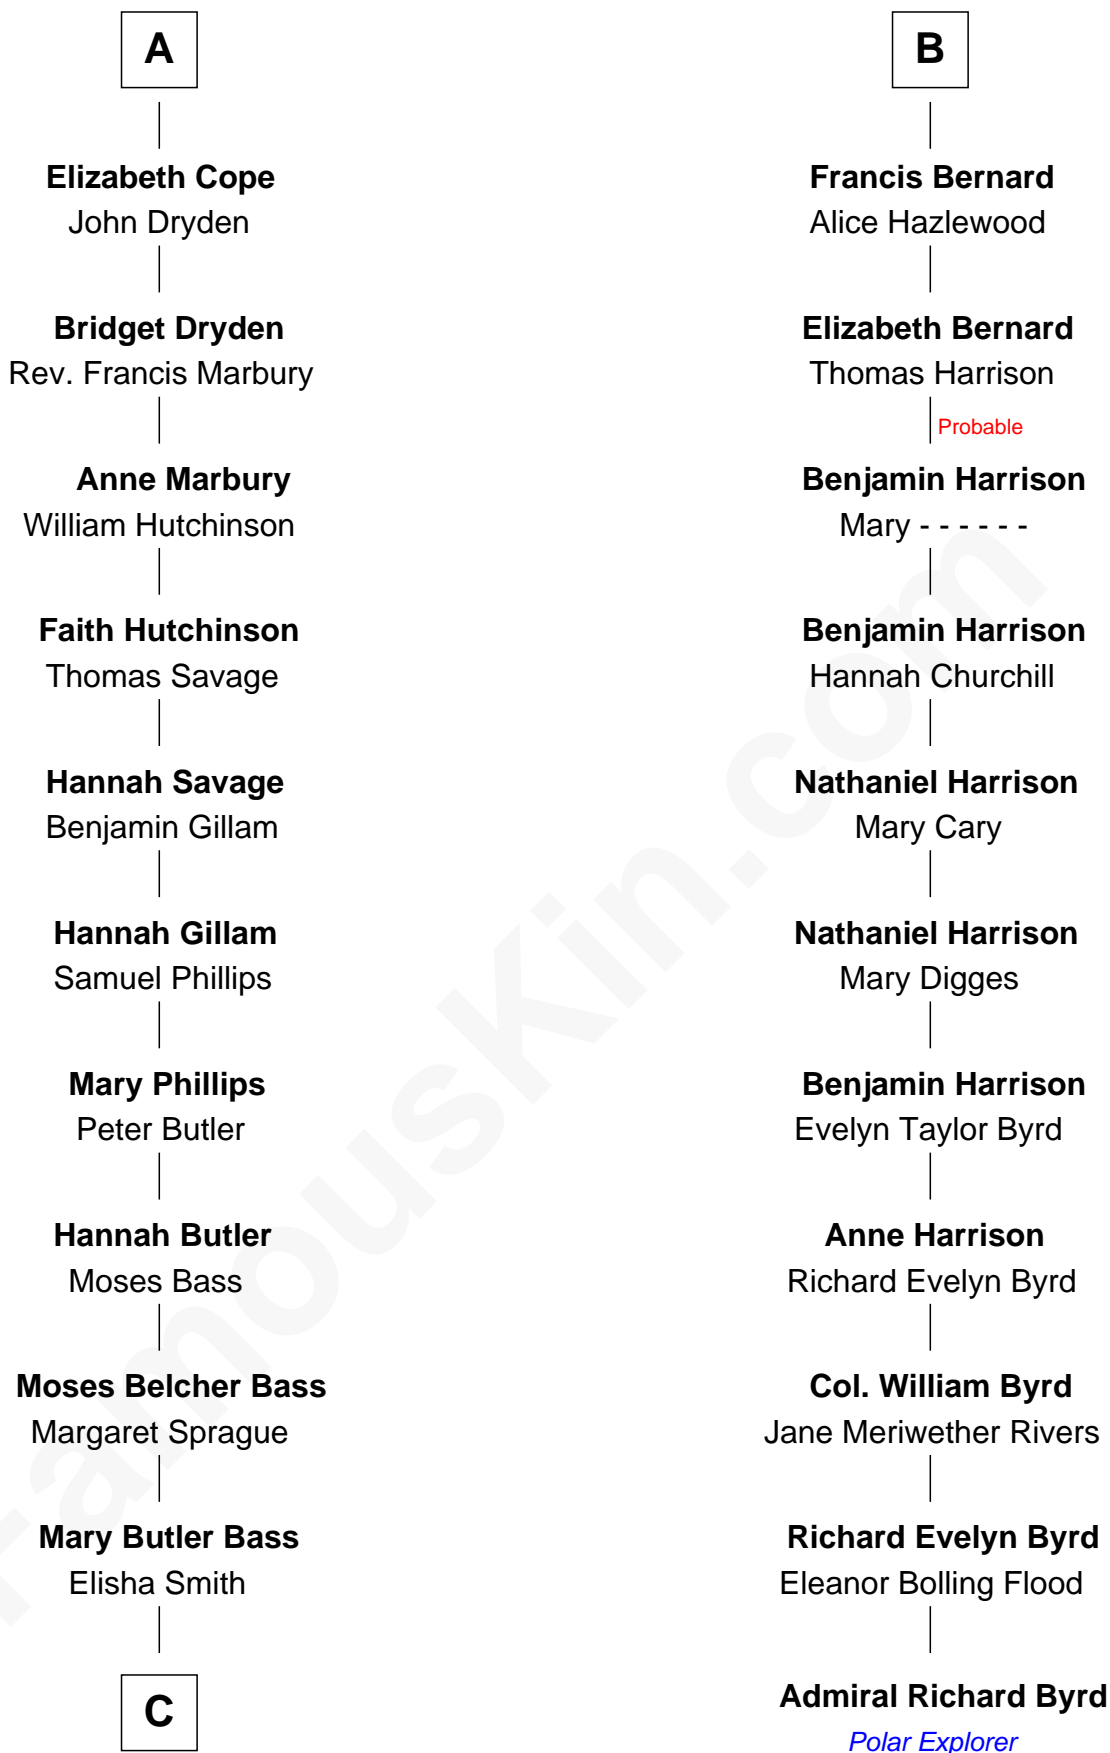 A
Elizabeth Cope
John Dryden
Bridget Dryden
Rev. Francis Marbury
Anne Marbury
William Hutchinson
Faith Hutchinson
Thomas Savage
Hannah Savage
Benjamin Gillam
Hannah Gillam
Samuel Phillips
Mary Phillips
Peter Butler
Hannah Butler
Moses Bass
Moses Belcher Bass
Margaret Sprague
Mary Butler Bass
Elisha Smith
C
B
Francis Bernard
Alice Hazlewood
Elizabeth Bernard
Thomas Harrison
Probable
Benjamin Harrison
Mary - - - - - -
Benjamin Harrison
Hannah Churchill
Nathaniel Harrison
Mary Cary
Nathaniel Harrison
Mary Digges
Benjamin Harrison
Evelyn Taylor Byrd
Anne Harrison
Richard Evelyn Byrd
Col. William Byrd
Jane Meriwether Rivers
Richard Evelyn Byrd
Eleanor Bolling Flood
Admiral Richard Byrd
Polar Explorer
FamousKin.com